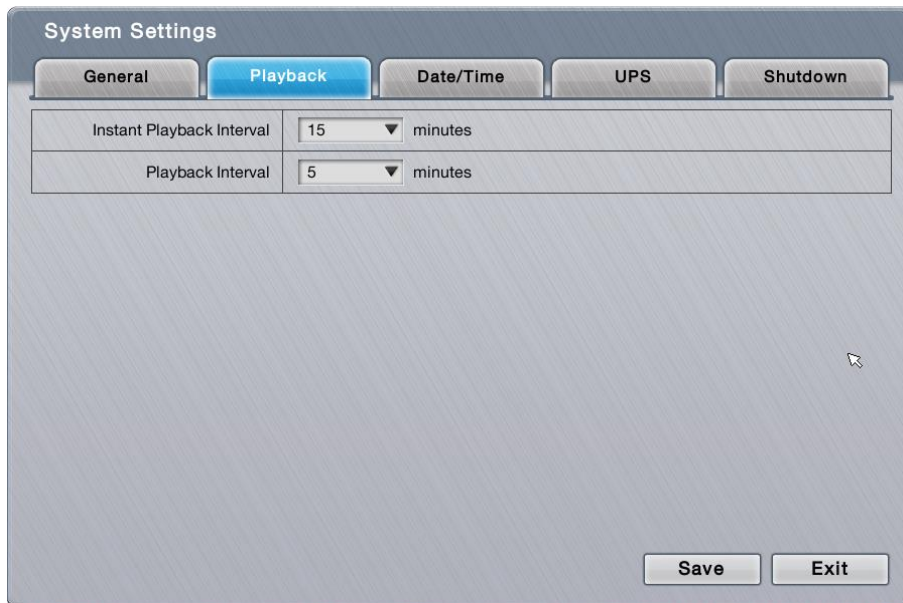 System Settings
General Playback Date/Time UPS Shutdown
Instant Playback Interval 15 minutes
Playback Interval 5 minutes
Save Exit